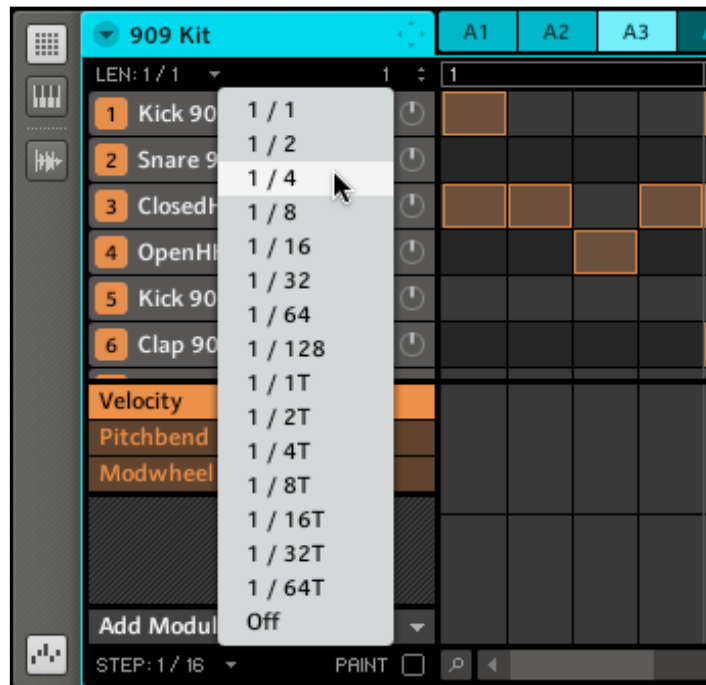 909 Kit
A1 A2 A3
LEN: 1 / 1 1 1
1 Kick 90
2 Snare 9
3 ClosedH
4 OpenHH
5 Kick 90
6 Clap 90
1 / 1
1 / 2
1 / 4
1 / 8
1 / 16
1 / 32
1 / 64
1 / 128
1 / 1T
1 / 2T
1 / 4T
1 / 8T
1 / 16T
1 / 32T
1 / 64T
Off
Velocity
Pitchbend
Modwheel
Add Modul
STEP: 1 / 16 PAINT